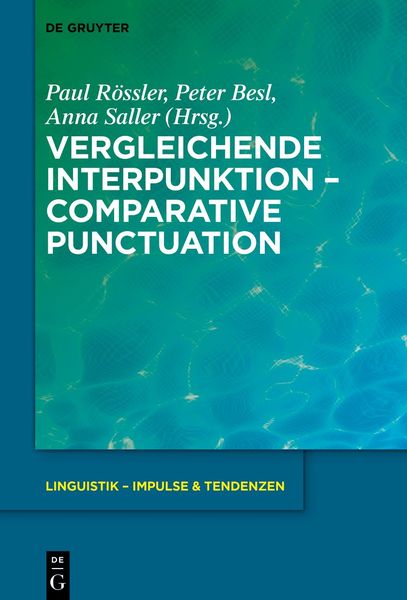 DE GRUYTER
Paul Rössler, Peter Besl,
Anna Saller (Hrsg.)
VERGLEICHENDE
INTERPUNKTION –
COMPARATIVE
PUNCTUATION
LINGUISTIK – IMPULSE & TENDENZEN
DE
G